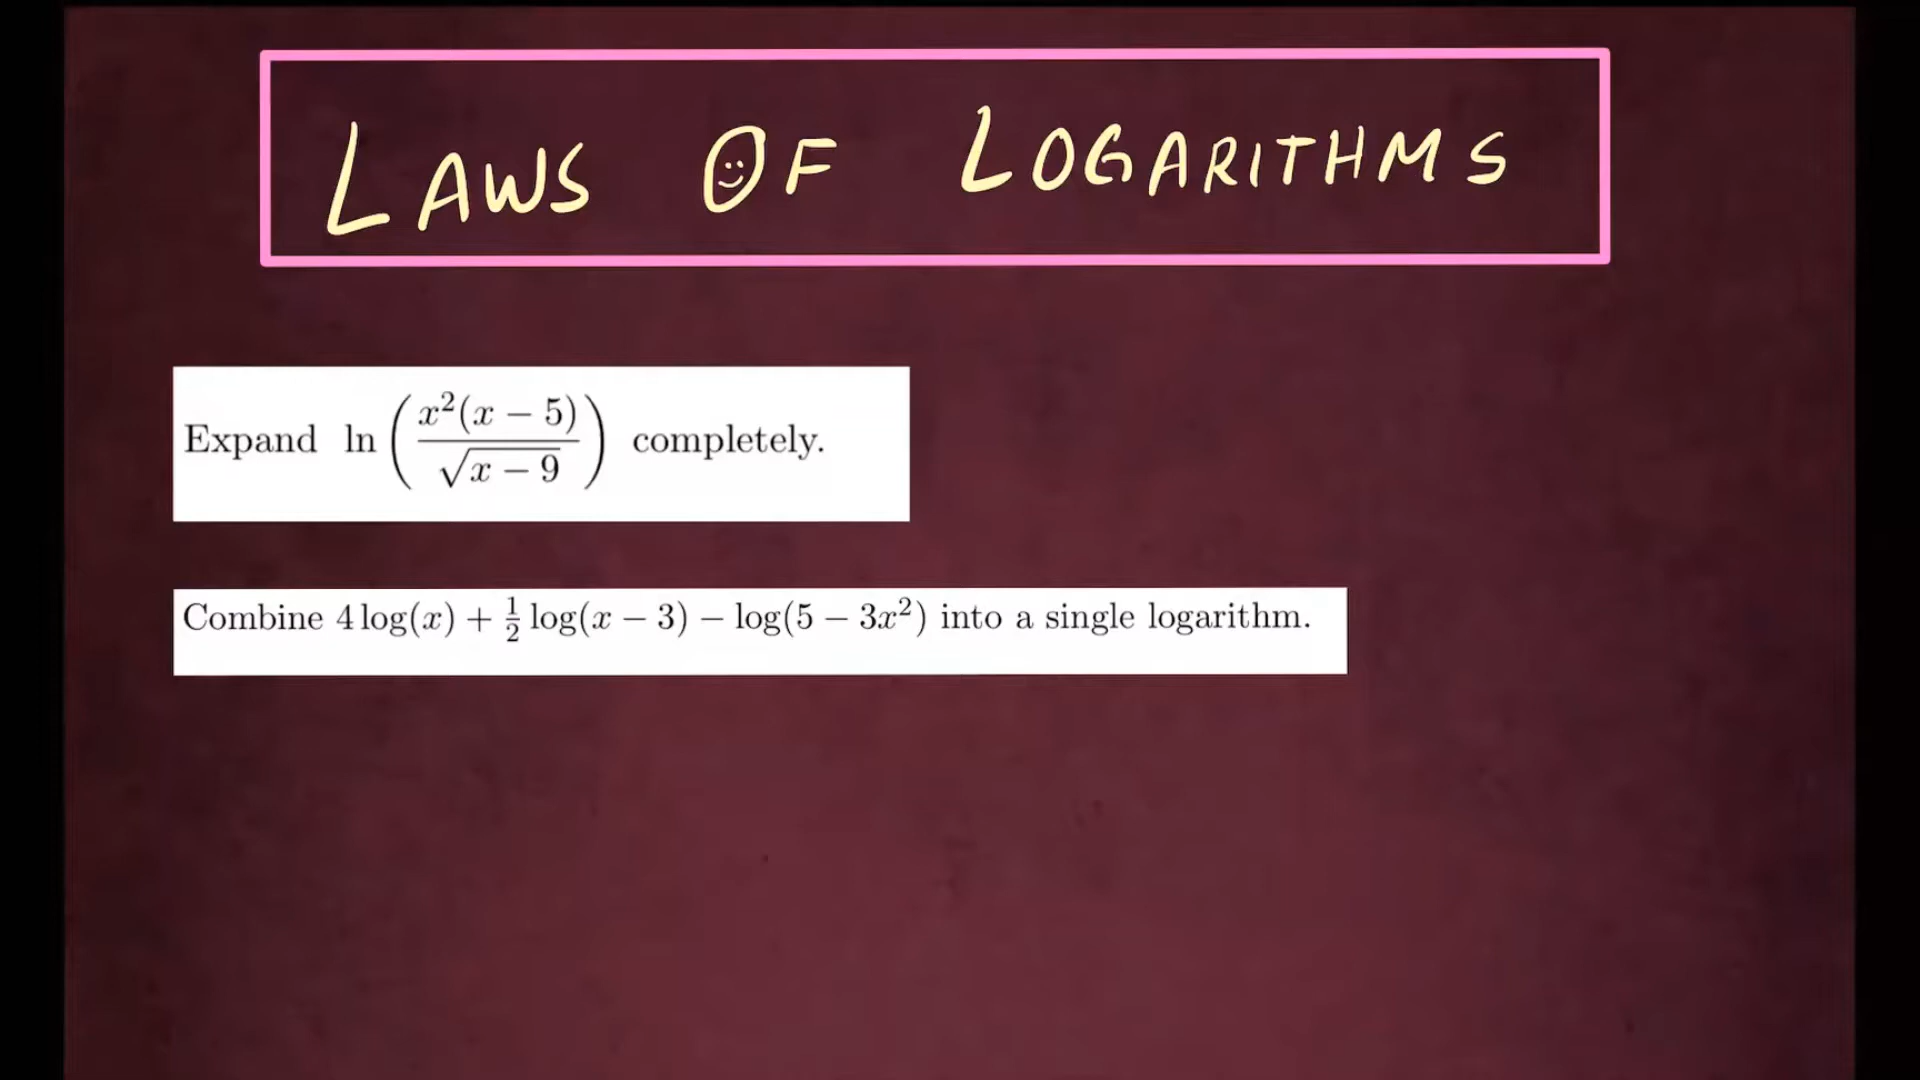 LAWS OF LOGARITHMS
Expand ln ( x²(x − 5) / √(x − 9) ) completely.
Combine 4 log(x) + ½ log(x − 3) − log(5 − 3x²) into a single logarithm.